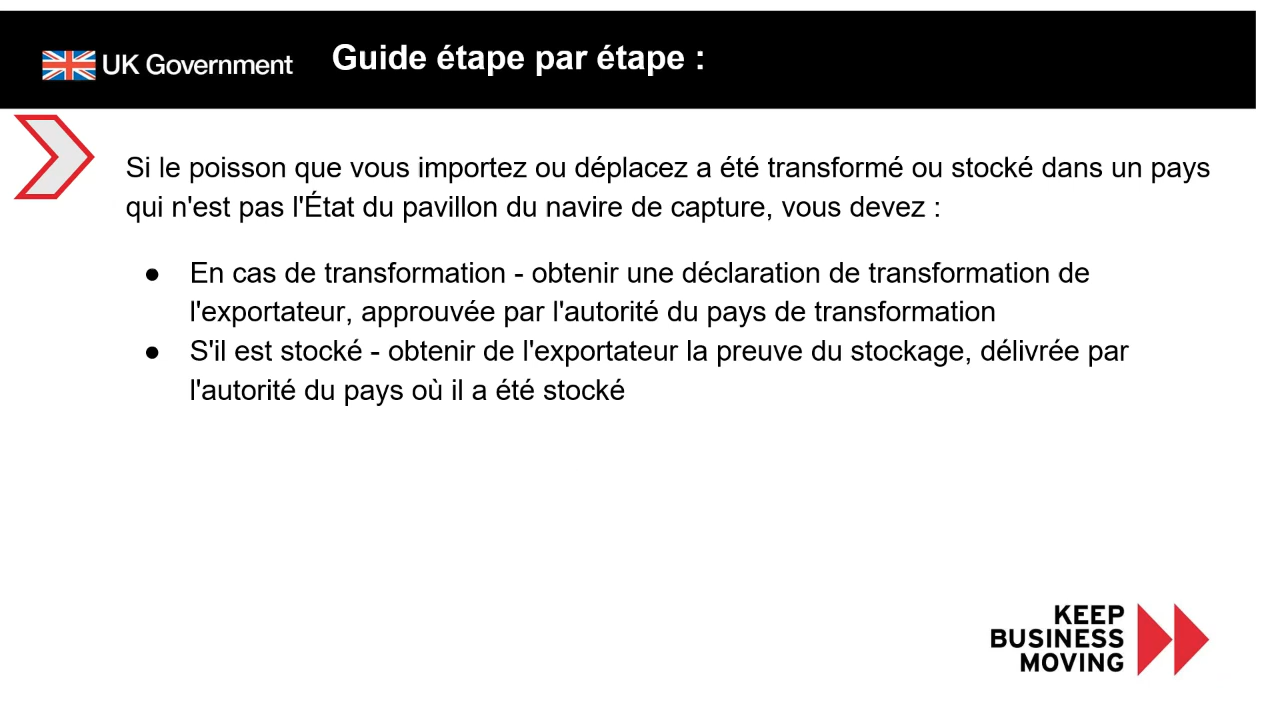 UK Government
Guide étape par étape :
Si le poisson que vous importez ou déplacez a été transformé ou stocké dans un pays
qui n'est pas l'État du pavillon du navire de capture, vous devez :
● En cas de transformation - obtenir une déclaration de transformation de
l'exportateur, approuvée par l'autorité du pays de transformation
● S'il est stocké - obtenir de l'exportateur la preuve du stockage, délivrée par
l'autorité du pays où il a été stocké
KEEP
BUSINESS
MOVING